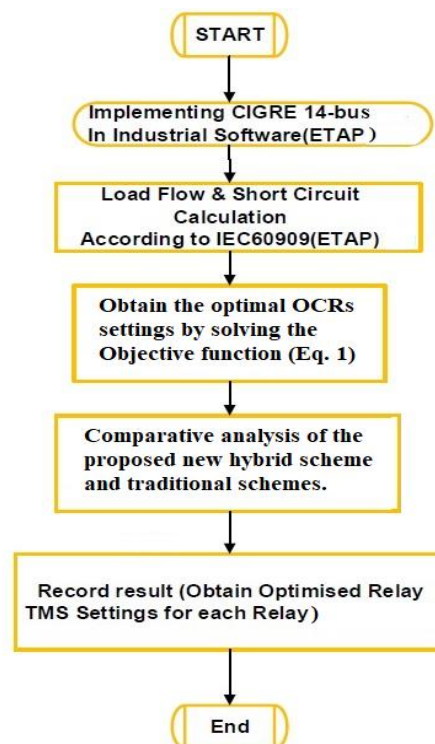 START
Implementing CIGRE 14-bus
In Industrial Software(ETAP)
Load Flow & Short Circuit
Calculation
According to IEC60909(ETAP)
Obtain the optimal OCRs
settings by solving the
Objective function (Eq. 1)
Comparative analysis of the
proposed new hybrid scheme
and traditional schemes.
Record result (Obtain Optimised Relay
TMS Settings for each Relay)
End